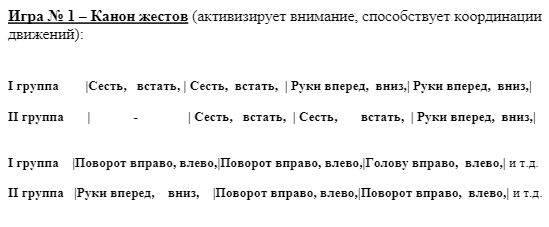 Игра № 1 – Канон жестов (активизирует внимание, способствует координации
движений):
I группа |Сесть, встать, | Сесть, встать, | Руки вперед, вниз,| Руки вперед, вниз,|
II группа | - | Сесть, встать, | Сесть, встать, | Руки вперед, вниз,|
I группа |Поворот вправо, влево,|Поворот вправо, влево,|Голову вправо, влево,| и т.д.
II группа |Руки вперед, вниз, |Поворот вправо, влево,|Поворот вправо, влево,| и т.д.